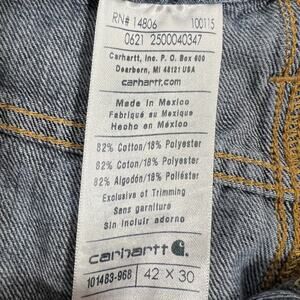 RN# 14806 100115
0621 2500040347
Carhartt, Inc. P. O. Box 600
Dearborn, MI 48121 USA
www.carhartt.com
Made in Mexico
Fabriqué au Mexique
Hecho en México
82% Cotton/18% Polyester
82% Coton/18% Polyester
82% Algodón/18% Poliéster
Exclusive of Trimming
Sans garniture
Sin incluir adorno
carhartt
101483-968 42 X 30